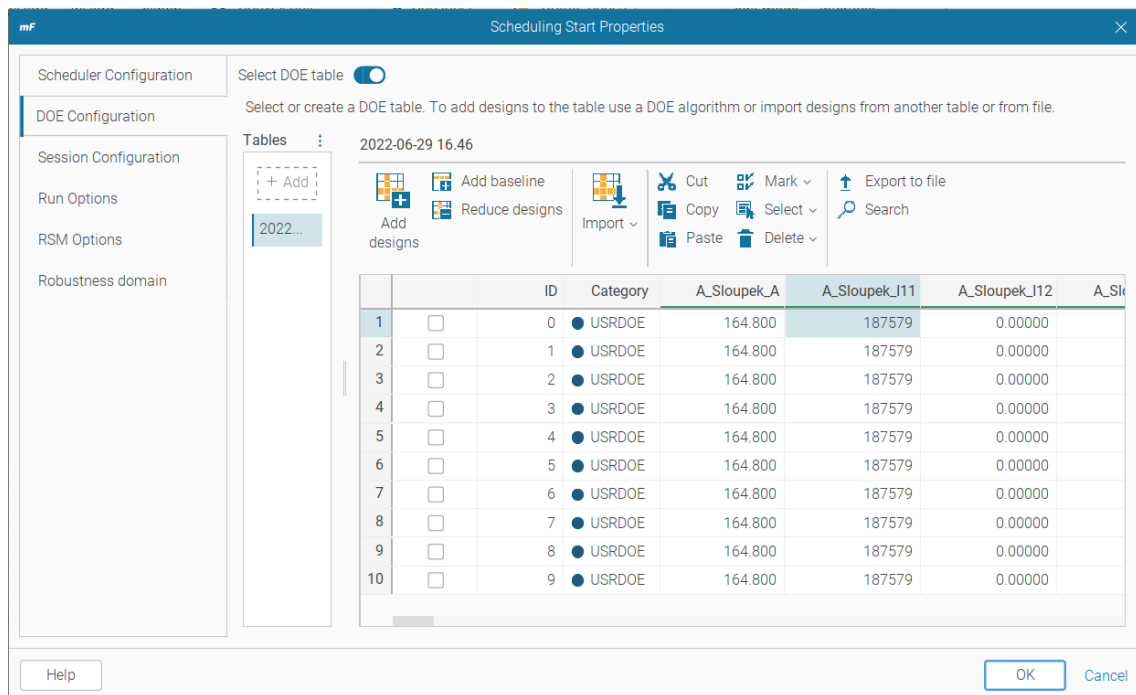 mF Scheduling Start Properties
Scheduler Configuration
DOE Configuration
Session Configuration
Run Options
RSM Options
Robustness domain
Select DOE table
Select or create a DOE table. To add designs to the table use a DOE algorithm or import designs from another table or from file.
Tables
+ Add
2022...
2022-06-29 16.46
Add designs
Add baseline
Reduce designs
Import
Cut
Copy
Paste
Mark
Select
Delete
Export to file
Search
ID Category A_Sloupek_A A_Sloupek_I11 A_Sloupek_I12
1 0 USRDOE 164.800 187579 0.00000
2 1 USRDOE 164.800 187579 0.00000
3 2 USRDOE 164.800 187579 0.00000
4 3 USRDOE 164.800 187579 0.00000
5 4 USRDOE 164.800 187579 0.00000
6 5 USRDOE 164.800 187579 0.00000
7 6 USRDOE 164.800 187579 0.00000
8 7 USRDOE 164.800 187579 0.00000
9 8 USRDOE 164.800 187579 0.00000
10 9 USRDOE 164.800 187579 0.00000
Help
OK
Cancel